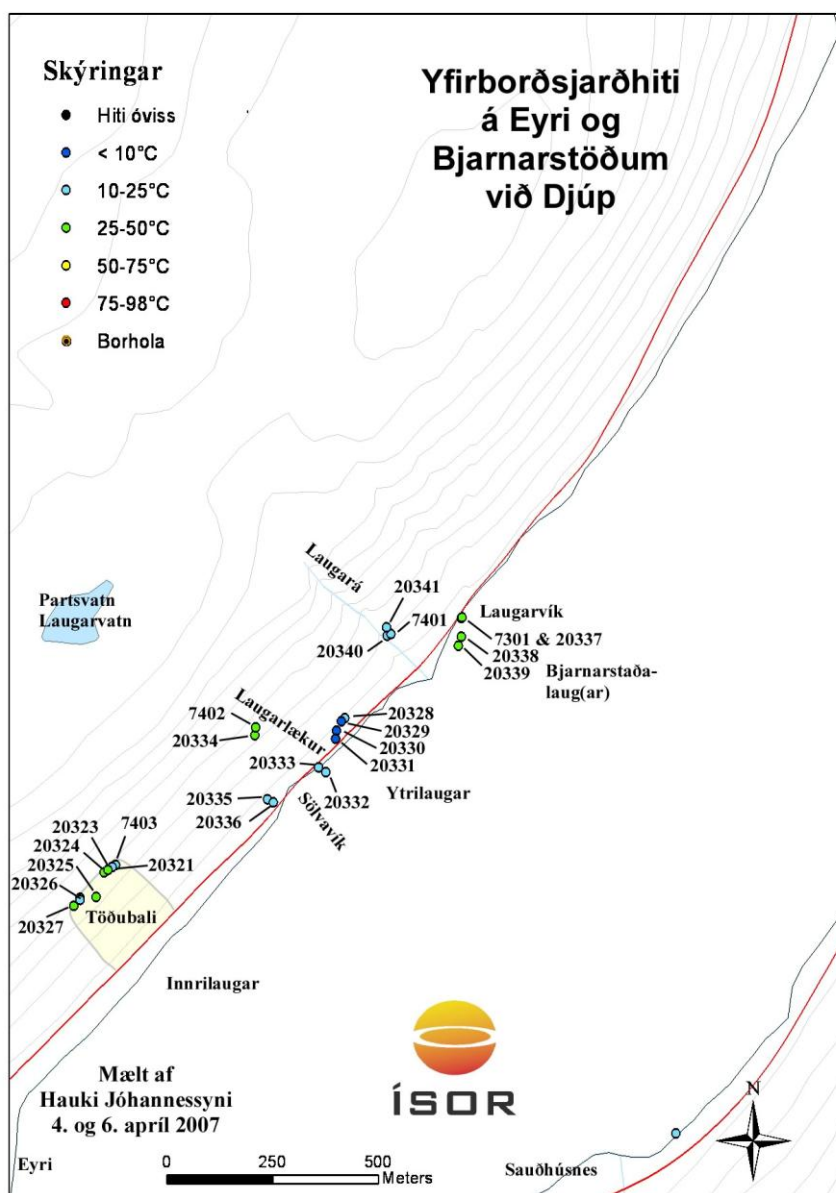 Skýringar
Hiti óviss
< 10°C
10-25°C
25-50°C
50-75°C
75-98°C
Borhola
Yfirborðsjarðhiti
á Eyri og
Bjarnarstöðum
við Djúp
Partsvatn
Laugarvatn
Laugará
20341
7401
20340
Laugarvík
7301 & 20337
20338
20339
Bjarnarstaða-
laug(ar)
7402
20334
Laugarlækur
20328
20329
20330
20331
20333
20332
Ytrilaugar
20335
20336
Sölvavík
20323
7403
20324
20325
20321
20326
20327
Töðubali
Innrilaugar
Mælt af
Hauki Jóhannessyni
4. og 6. apríl 2007
ÍSOR
N
Eyri
0 250 500
Meters
Sauðhúsnes